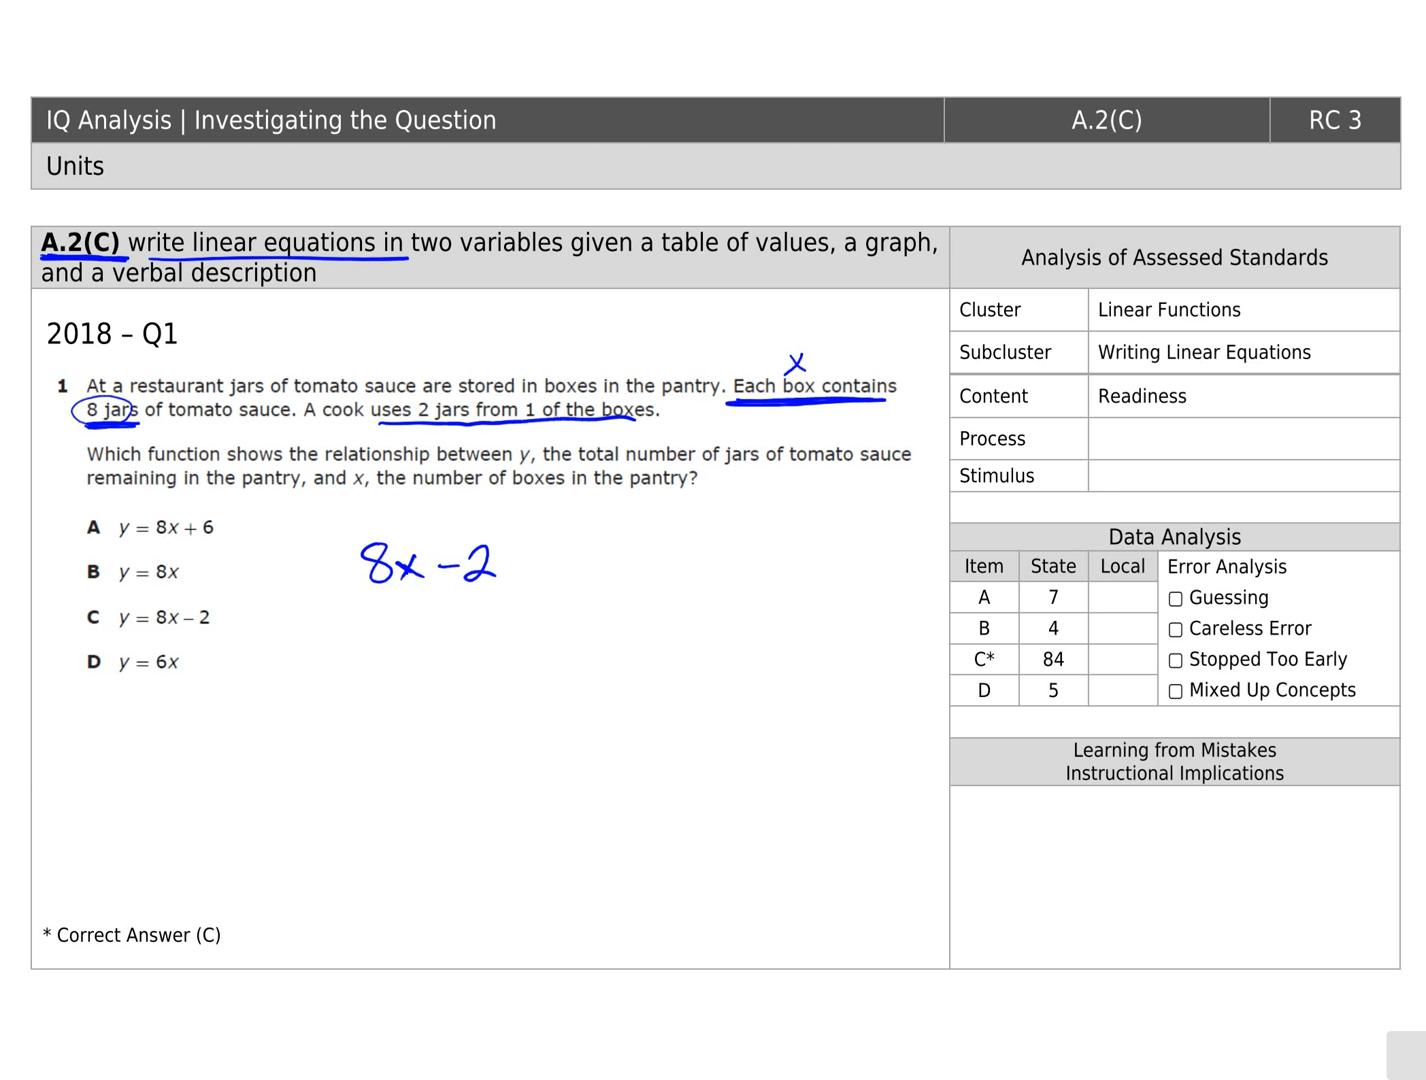 IQ Analysis | Investigating the Question A.2(C) RC 3
Units
A.2(C) write linear equations in two variables given a table of values, a graph,
and a verbal description
Analysis of Assessed Standards
Cluster Linear Functions
Subcluster Writing Linear Equations
Content Readiness
Process
Stimulus
2018 – Q1
x
1 At a restaurant jars of tomato sauce are stored in boxes in the pantry. Each box contains
8 jars of tomato sauce. A cook uses 2 jars from 1 of the boxes.
Which function shows the relationship between y, the total number of jars of tomato sauce
remaining in the pantry, and x, the number of boxes in the pantry?
A y = 8x + 6
B y = 8x
8x - 2
C y = 8x – 2
D y = 6x
* Correct Answer (C)
Data Analysis
Item State Local Error Analysis
A 7 ▢ Guessing
B 4 ▢ Careless Error
C* 84 ▢ Stopped Too Early
D 5 ▢ Mixed Up Concepts
Learning from Mistakes
Instructional Implications